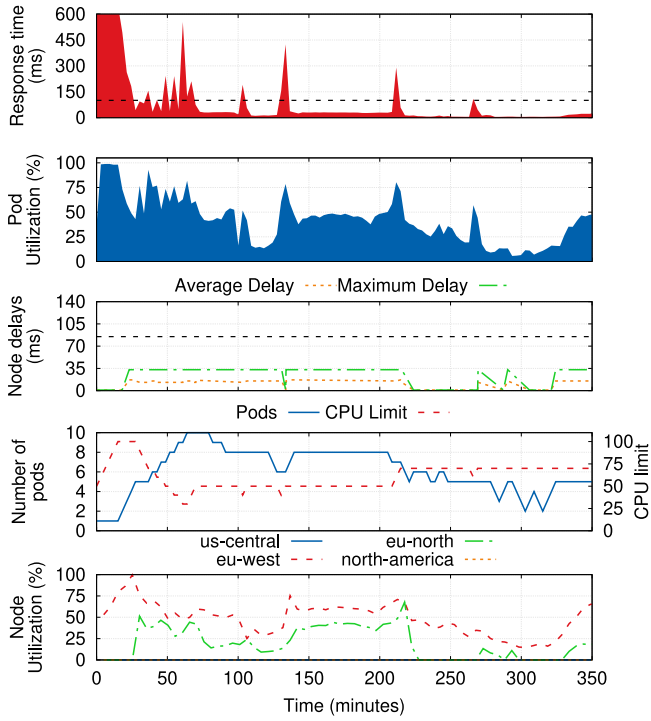 600
450
300
150
0
Response time
(ms)
100
75
50
25
0
Pod
Utilization (%)
Average Delay Maximum Delay
140
105
70
35
0
Node delays
(ms)
Pods CPU Limit
10
8
6
4
2
0
Number of
pods
100
75
50
25
0
CPU limit
us-central eu-north
eu-west north-america
100
75
50
25
0
Node
Utilization (%)
0 50 100 150 200 250 300 350
Time (minutes)